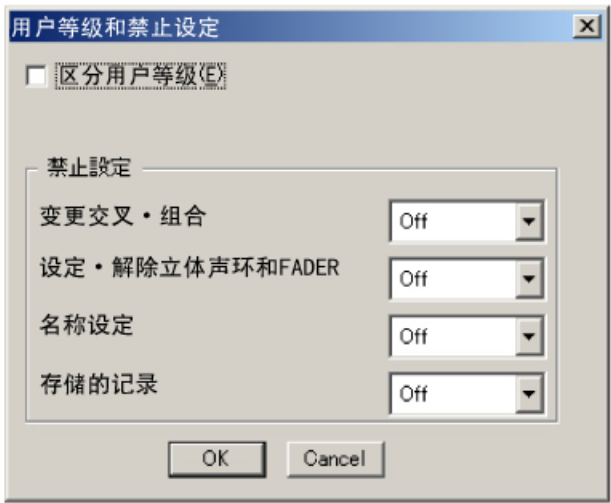 用户等级和禁止设定
区分用户等级(E)
禁止設定
变更交叉・组合 Off
设定・解除立体声环和FADER Off
名称设定 Off
存储的记录 Off
OK Cancel